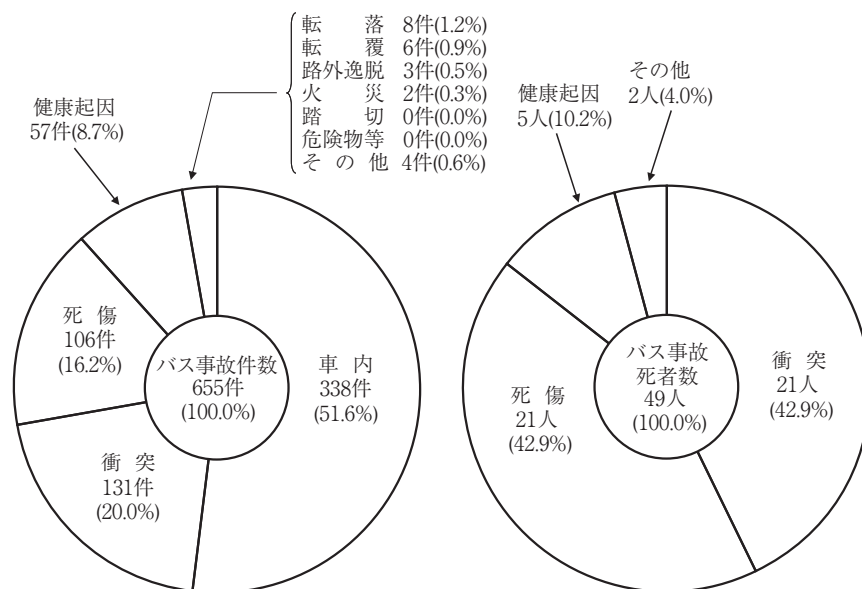 転落 8件(1.2%)
転覆 6件(0.9%)
路外逸脱 3件(0.5%)
火災 2件(0.3%)
踏切 0件(0.0%)
危険物等 0件(0.0%)
その他 4件(0.6%)
健康起因
57件(8.7%)
死傷
106件
(16.2%)
バス事故件数
655件
(100.0%)
車内
338件
(51.6%)
衝突
131件
(20.0%)
その他
2人(4.0%)
健康起因
5人(10.2%)
バス事故
死者数
49人
(100.0%)
衝突
21人
(42.9%)
死傷
21人
(42.9%)